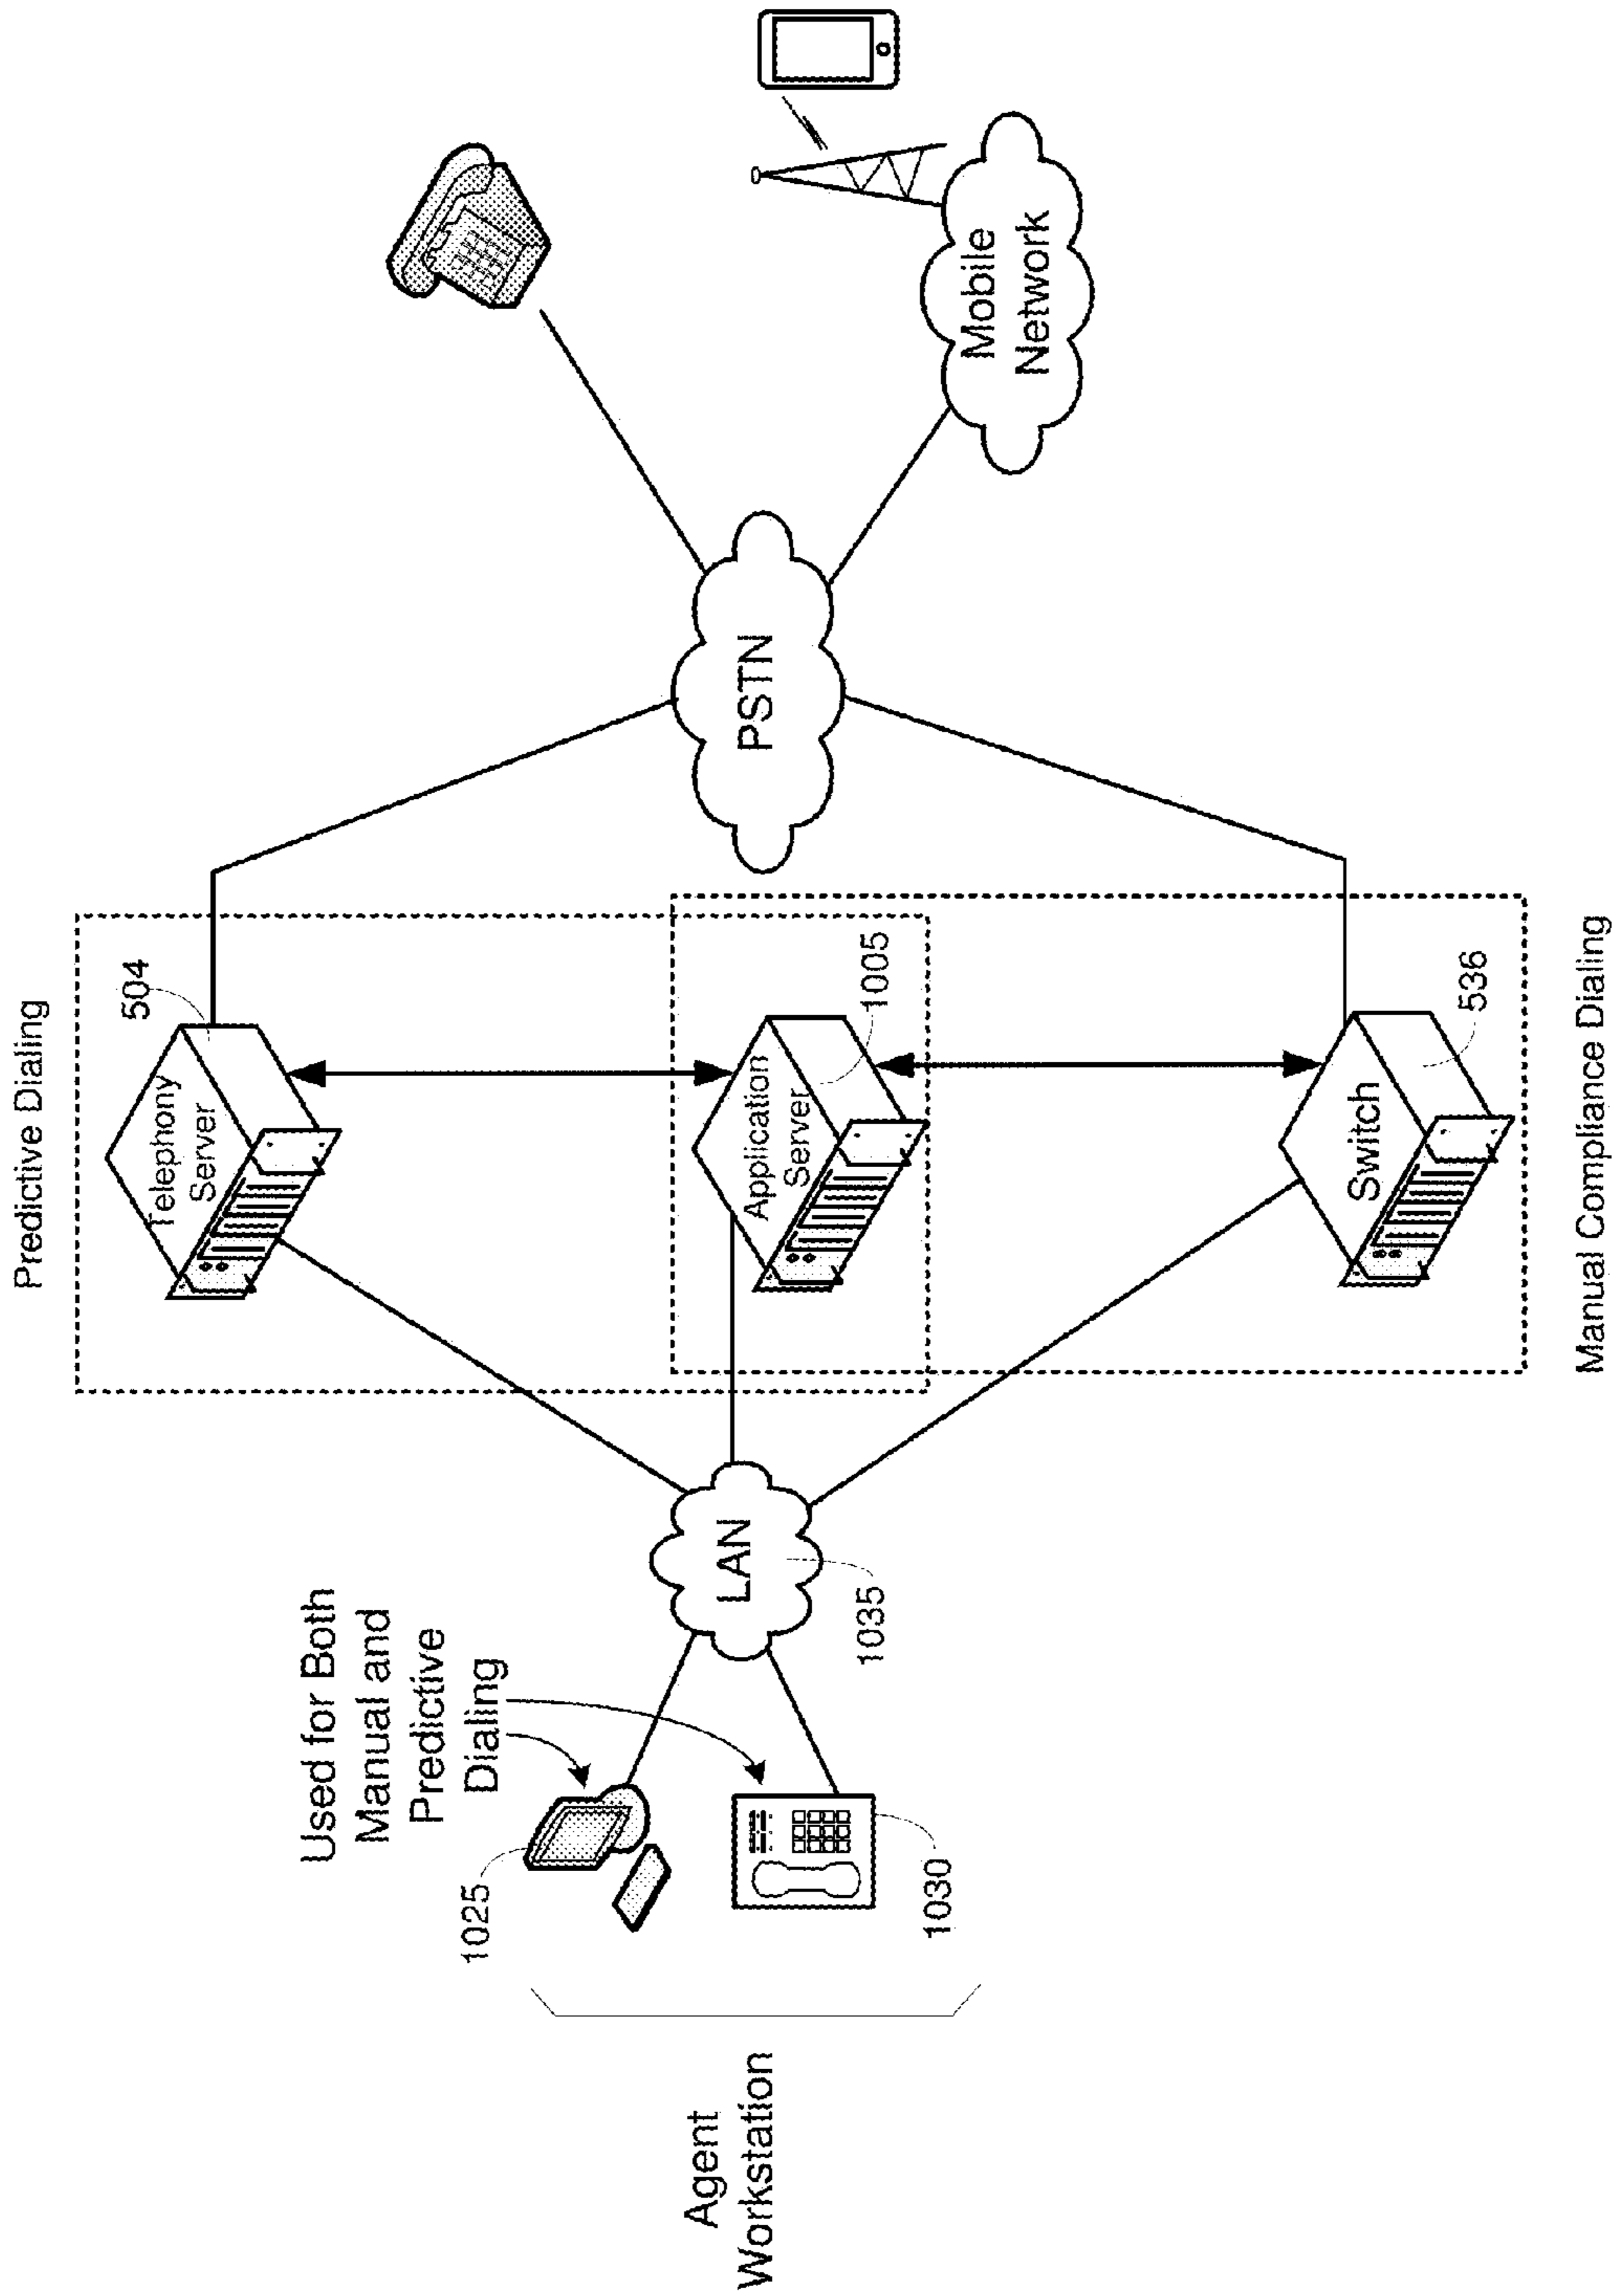 Predictive Dialing
504
Telephony
Server
Used for Both
Manual and
Predictive
Dialing
1025
Agent
Workstation
1030
LAN
1035
Application
Server
1005
PSTN
Mobile
Network
Switch
536
Manual Compliance Dialing